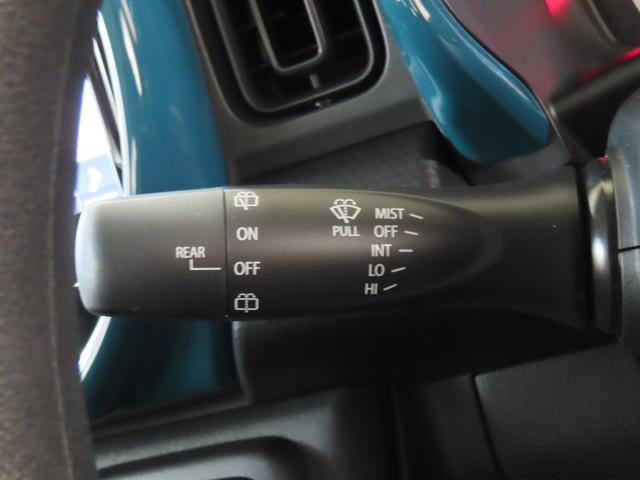 REAR
ON
OFF
PULL
MIST
OFF
INT
LO
HI